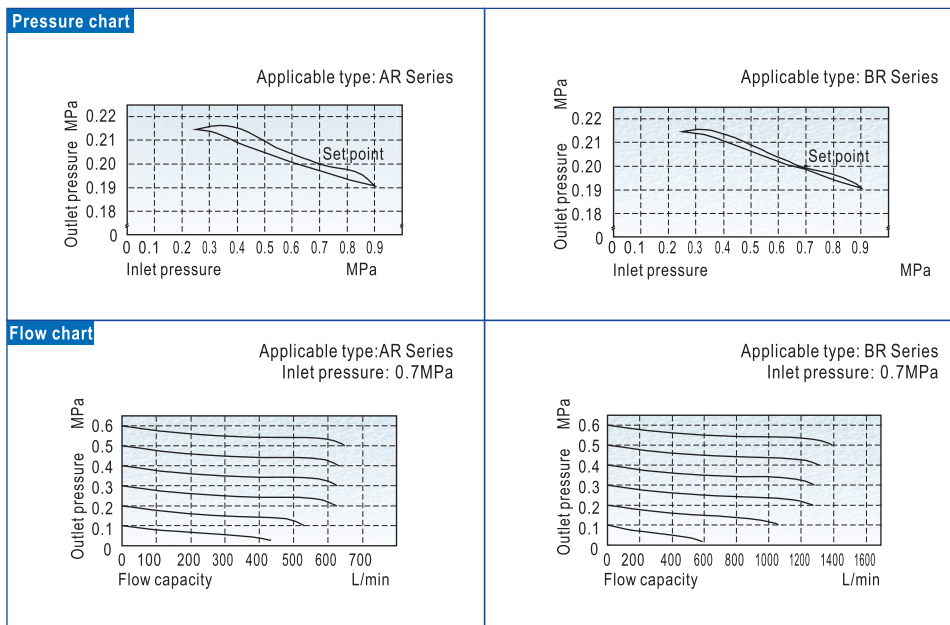 Pressure chart
Applicable type: AR Series
Outlet pressure MPa
0.22
0.21
0.20
0.19
0.18
0
Set point
0 0.1 0.2 0.3 0.4 0.5 0.6 0.7 0.8 0.9
Inlet pressure MPa
Applicable type: BR Series
Outlet pressure MPa
0.22
0.21
0.20
0.19
0.18
0
Set point
0 0.1 0.2 0.3 0.4 0.5 0.6 0.7 0.8 0.9
Inlet pressure MPa
Flow chart
Applicable type:AR Series
Inlet pressure: 0.7MPa
Outlet pressure MPa
0.6
0.5
0.4
0.3
0.2
0.1
0
0 100 200 300 400 500 600 700
Flow capacity L/min
Applicable type: BR Series
Inlet pressure: 0.7MPa
Outlet pressure MPa
0.6
0.5
0.4
0.3
0.2
0.1
0
0 200 400 600 800 1000 1200 1400 1600
Flow capacity L/min